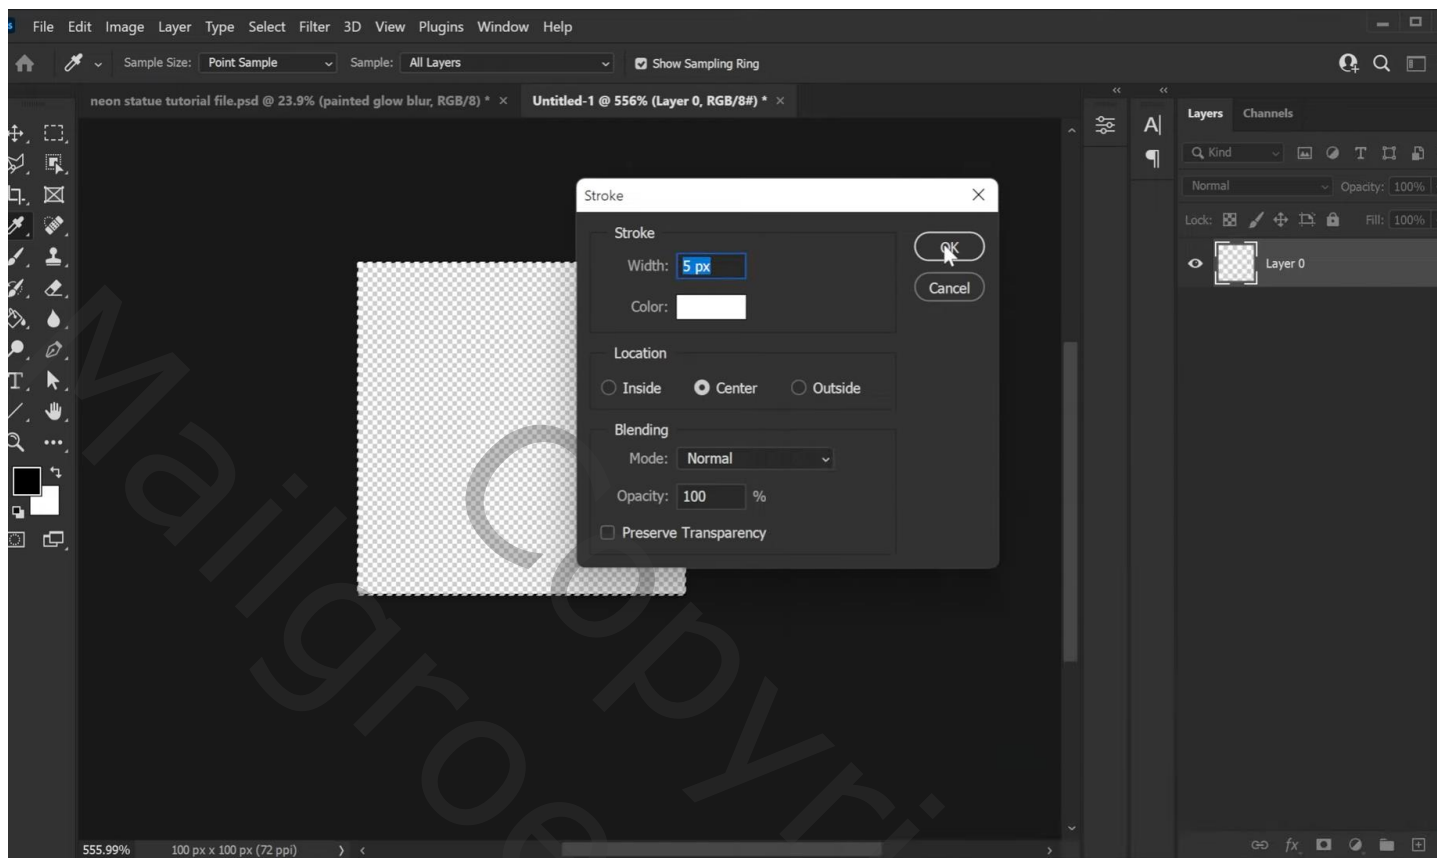 File Edit Image Layer Type Select Filter 3D View Plugins Window Help
Sample Size: Point Sample Sample: All Layers Show Sampling Ring
neon statue tutorial file.psd @ 23.9% (painted glow blur, RGB/8) * × Untitled-1 @ 556% (Layer 0, RGB/8#) * ×
Layers Channels
Kind
Normal Opacity: 100%
Lock: Fill: 100%
Layer 0
Stroke
Stroke
Width: 5 px
Color:
OK
Cancel
Location
Inside Center Outside
Blending
Mode: Normal
Opacity: 100 %
Preserve Transparency
555.99% 100 px x 100 px (72 ppi)